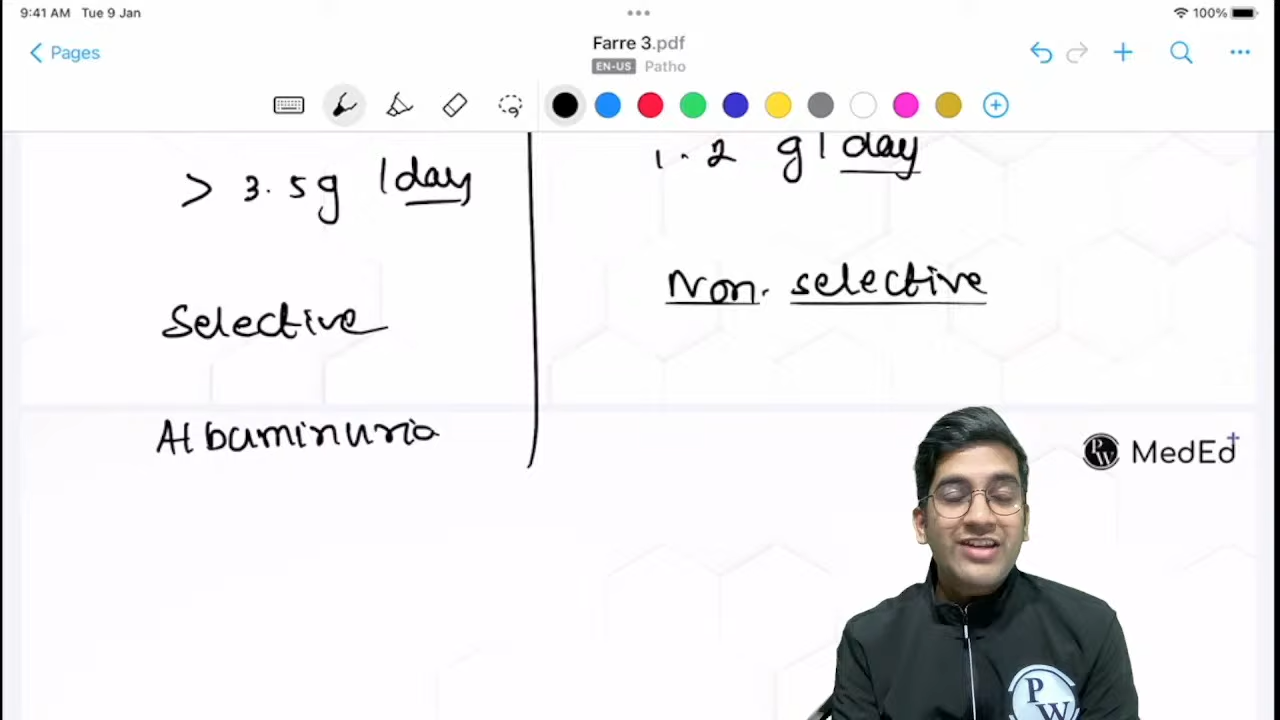 9:41 AM Tue 9 Jan
100%
Pages
Farre 3.pdf
EN-US Patho
> 3.5g / day
1.2 g / day
Non. selective
Selective
Albuminuria
PW MedEd+
PW